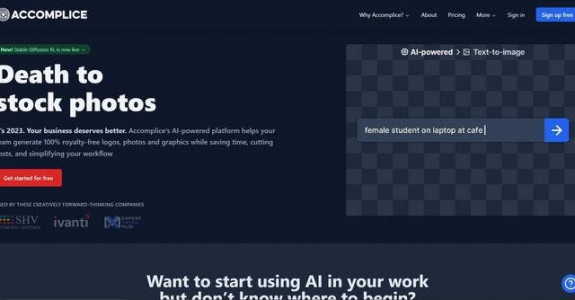 ACCOMPLICE
Why Accomplice?
About
Pricing
More
Sign in
Sign up free
New! Stable Diffusion XL is now live
Death to
stock photos
's 2023. Your business deserves better. Accomplice's AI-powered platform helps your
eam generate 100% royalty-free logos, photos and graphics while saving time, cutting
osts, and simplifying your workflow
Get started for free
SED BY THESE CREATIVELY FORWARD-THINKING COMPANIES
SHV
ivanti
AI-powered > Text-to-image
female student on laptop at cafe
Want to start using AI in your work
but don't know where to begin?